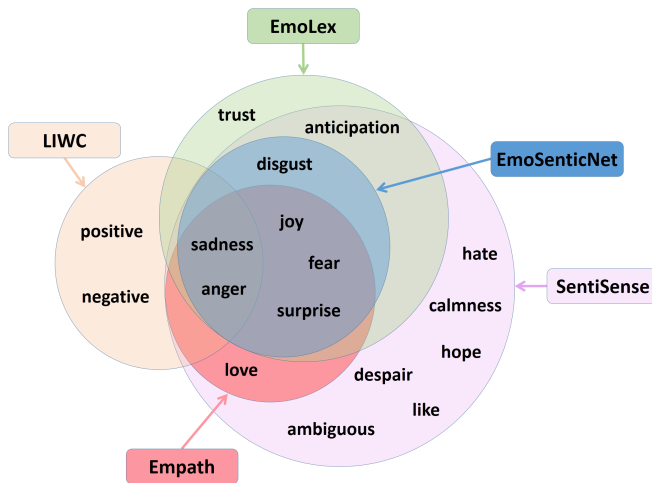 EmoLex
trust
anticipation
LIWC
disgust
EmoSenticNet
positive
joy
sadness
hate
fear
negative
anger
SentiSense
calmness
surprise
hope
love
despair
like
ambiguous
Empath